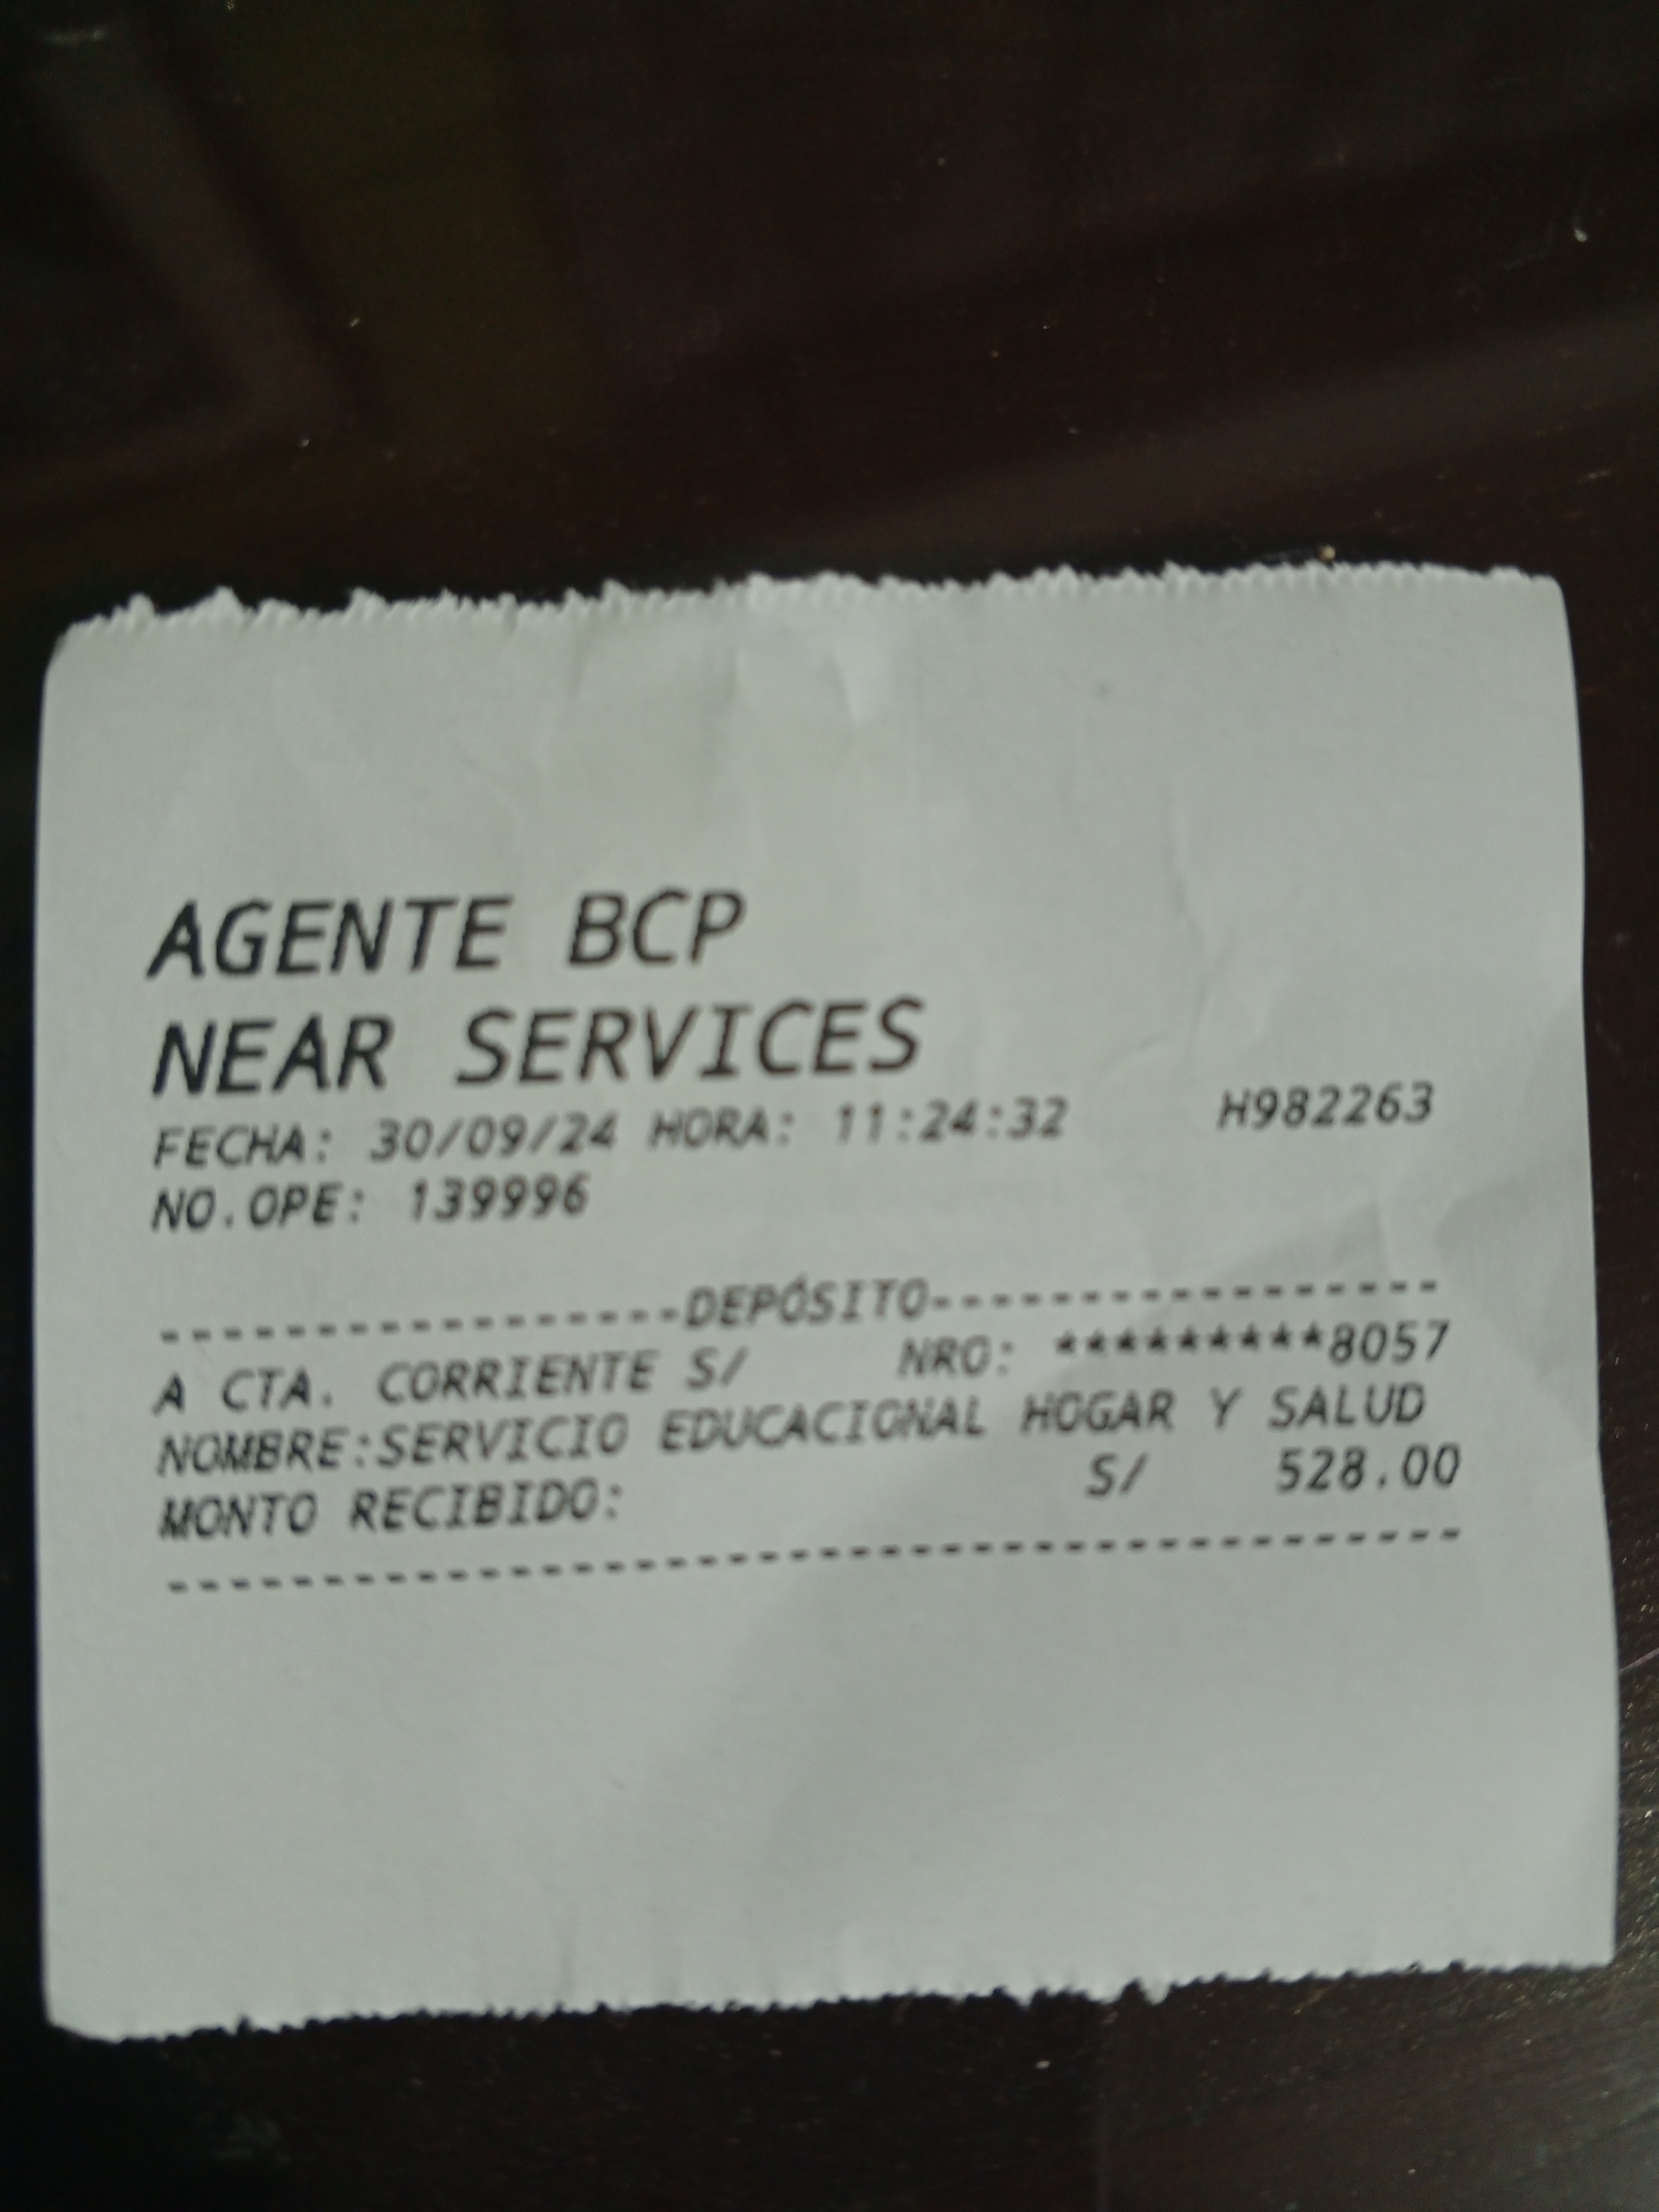 AGENTE BCP
NEAR SERVICES
FECHA: 30/09/24 HORA: 11:24:32 H982263
NO.OPE: 139996
-----------------DEPÓSITO-----------------
A CTA. CORRIENTE S/ NRO: *********8057
NOMBRE:SERVICIO EDUCACIONAL HOGAR Y SALUD
MONTO RECIBIDO: S/ 528.00
------------------------------------------